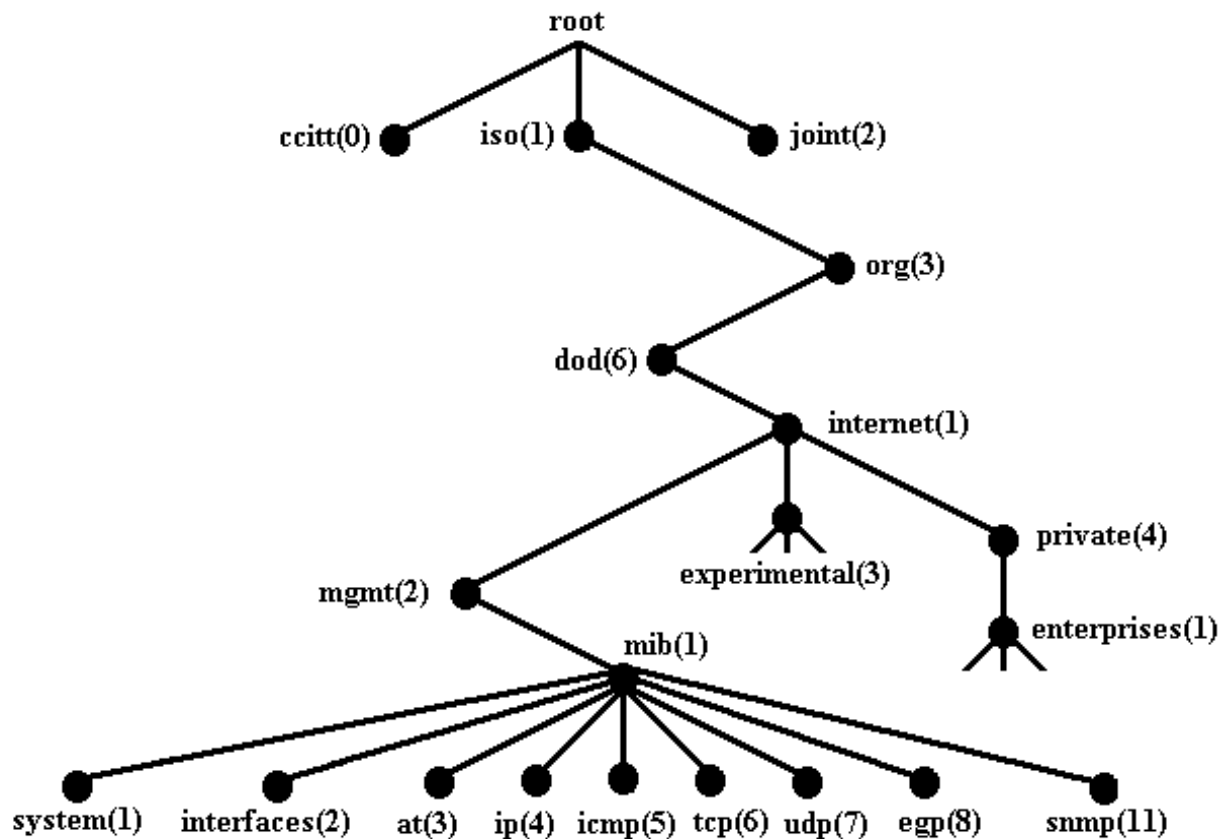 root
ccitt(0) iso(1) joint(2)
org(3)
dod(6)
internet(1)
private(4)
experimental(3)
mgmt(2)
enterprises(1)
mib(1)
system(1) interfaces(2) at(3) ip(4) icmp(5) tcp(6) udp(7) egp(8) snmp(11)